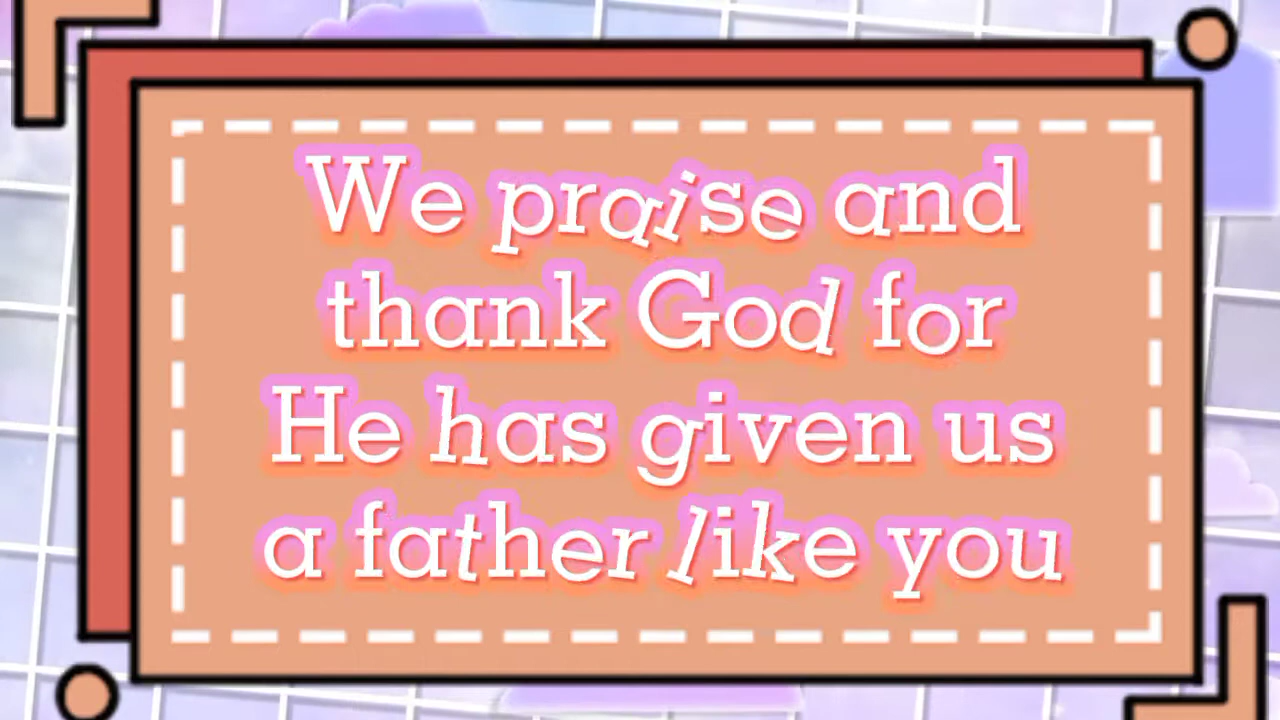 We praise and
thank God for
He has given us
a father like you